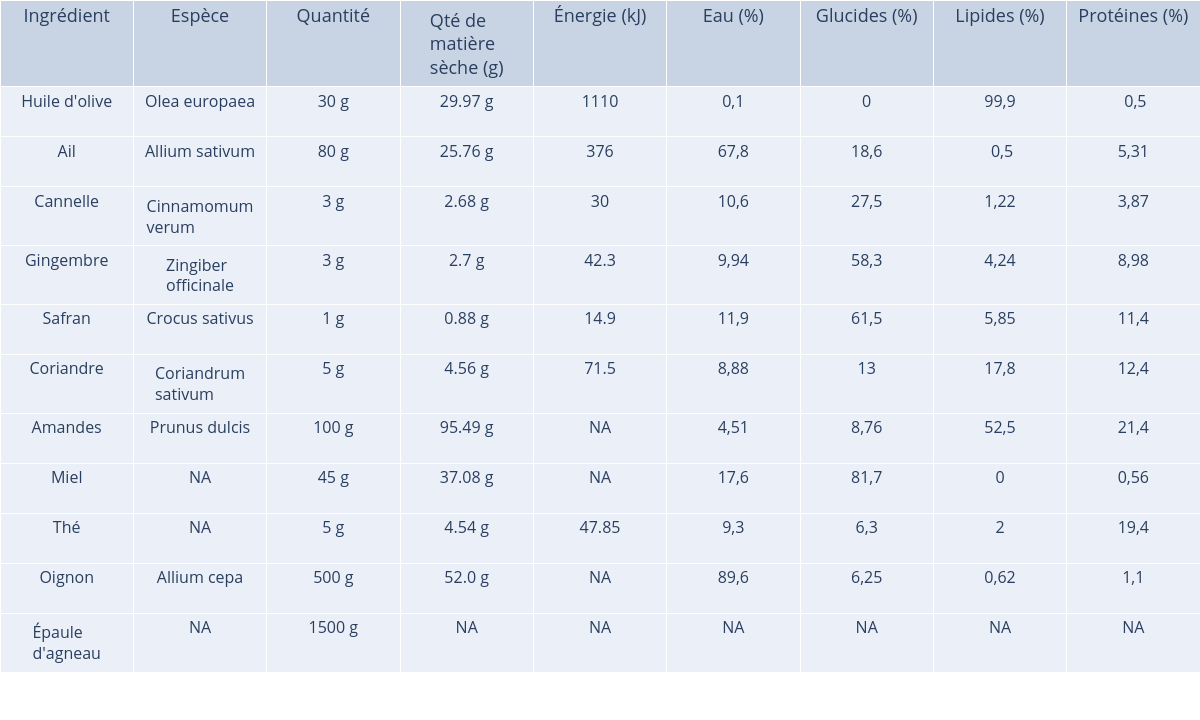 Ingrédient Espèce Quantité Qté de matière sèche (g) Énergie (kJ) Eau (%) Glucides (%) Lipides (%) Protéines (%)
Huile d'olive Olea europaea 30 g 29.97 g 1110 0,1 0 99,9 0,5
Ail Allium sativum 80 g 25.76 g 376 67,8 18,6 0,5 5,31
Cannelle Cinnamomum verum 3 g 2.68 g 30 10,6 27,5 1,22 3,87
Gingembre Zingiber officinale 3 g 2.7 g 42.3 9,94 58,3 4,24 8,98
Safran Crocus sativus 1 g 0.88 g 14.9 11,9 61,5 5,85 11,4
Coriandre Coriandrum sativum 5 g 4.56 g 71.5 8,88 13 17,8 12,4
Amandes Prunus dulcis 100 g 95.49 g NA 4,51 8,76 52,5 21,4
Miel NA 45 g 37.08 g NA 17,6 81,7 0 0,56
Thé NA 5 g 4.54 g 47.85 9,3 6,3 2 19,4
Oignon Allium cepa 500 g 52.0 g NA 89,6 6,25 0,62 1,1
Épaule d'agneau NA 1500 g NA NA NA NA NA NA